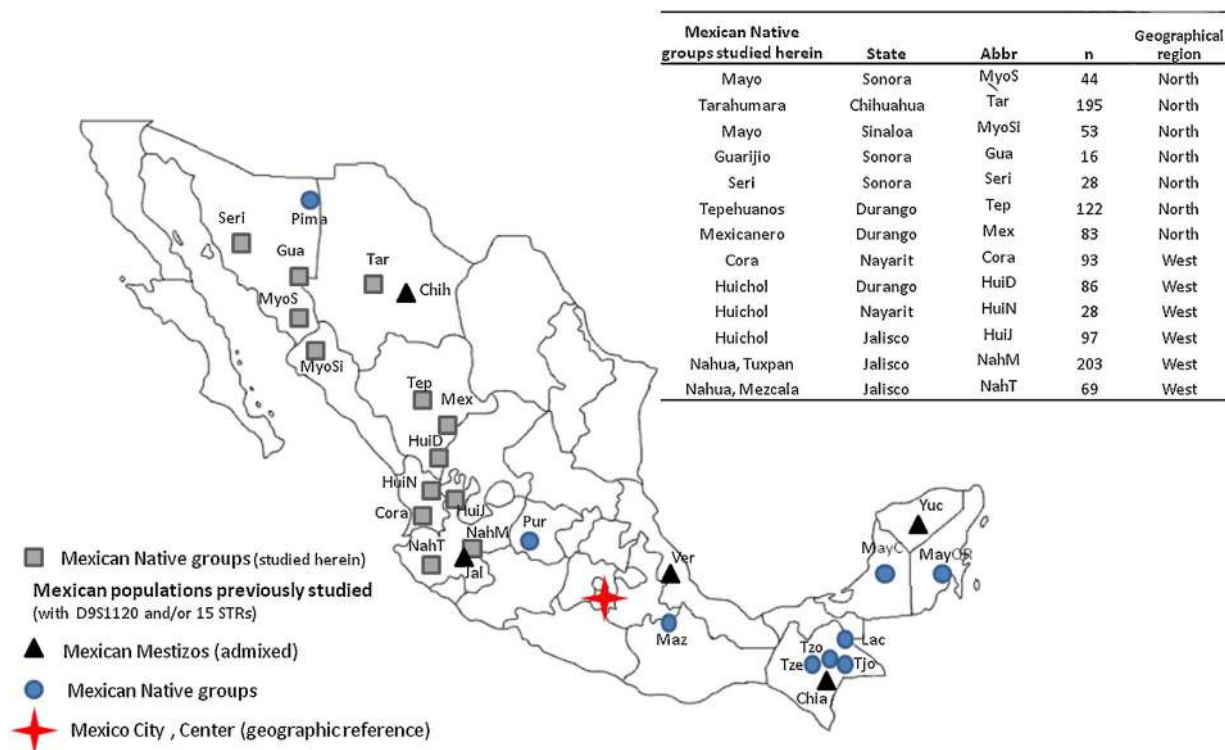 Mexican Native groups studied herein State Abbr n Geographical region
Mayo Sonora MyoS 44 North
Tarahumara Chihuahua Tar 195 North
Mayo Sinaloa MyoSi 53 North
Guarijio Sonora Gua 16 North
Seri Sonora Seri 28 North
Tepehuanos Durango Tep 122 North
Mexicanero Durango Mex 83 North
Cora Nayarit Cora 93 West
Huichol Durango HuiD 86 West
Huichol Nayarit HuiN 28 West
Huichol Jalisco HuiJ 97 West
Nahua, Tuxpan Jalisco NahM 203 West
Nahua, Mezcala Jalisco NahT 69 West
Seri
Pima
Gua
Tar
Chih
MyoS
MyoSi
Tep
Mex
HuiD
HuiN
HuiJ
Cora
NahM
Pur
NahT
Jal
Ver
Yuc
MayC
MayQR
Maz
Lac
Tzo
Tze
Tjo
Chia
Mexican Native groups (studied herein)
Mexican populations previously studied
(with D9S1120 and/or 15 STRs)
Mexican Mestizos (admixed)
Mexican Native groups
Mexico City , Center (geographic reference)